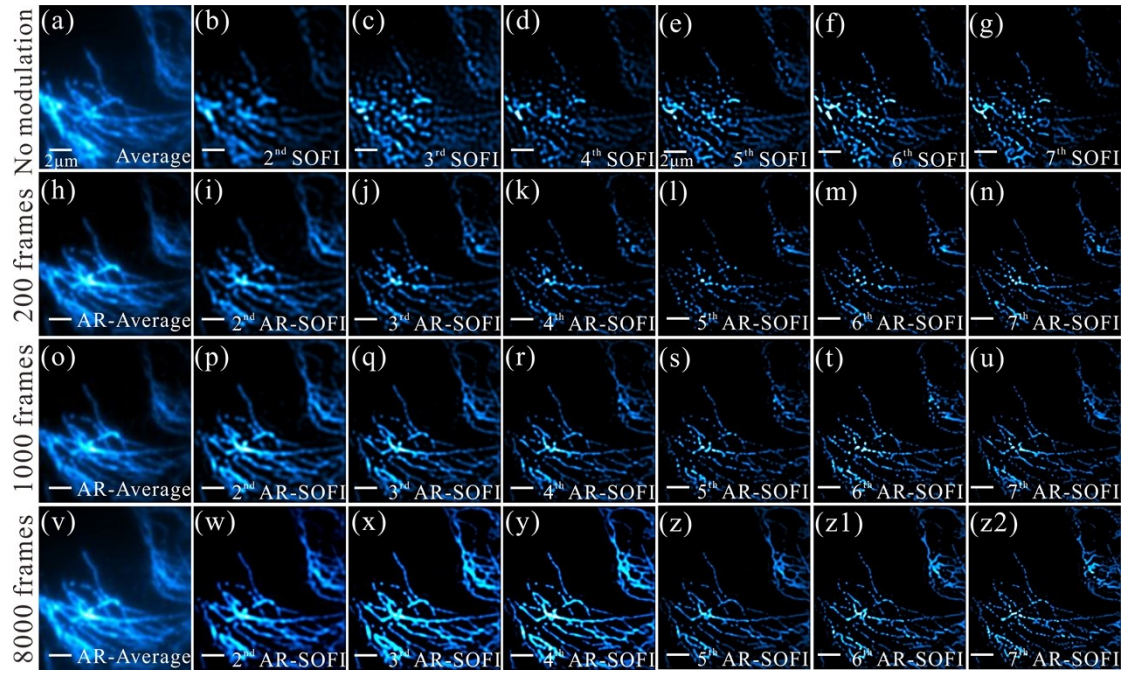 No modulation
(a) (b) (c) (d) (e) (f) (g)
2μm 2μm
Average 2nd SOFI 3rd SOFI 4th SOFI 5th SOFI 6th SOFI 7th SOFI
200 frames
(h) (i) (j) (k) (l) (m) (n)
AR-Average 2nd AR-SOFI 3rd AR-SOFI 4th AR-SOFI 5th AR-SOFI 6th AR-SOFI 7th AR-SOFI
1000 frames
(o) (p) (q) (r) (s) (t) (u)
AR-Average 2nd AR-SOFI 3rd AR-SOFI 4th AR-SOFI 5th AR-SOFI 6th AR-SOFI 7th AR-SOFI
8000 frames
(v) (w) (x) (y) (z) (z1) (z2)
AR-Average 2nd AR-SOFI 3rd AR-SOFI 4th AR-SOFI 5th AR-SOFI 6th AR-SOFI 7th AR-SOFI